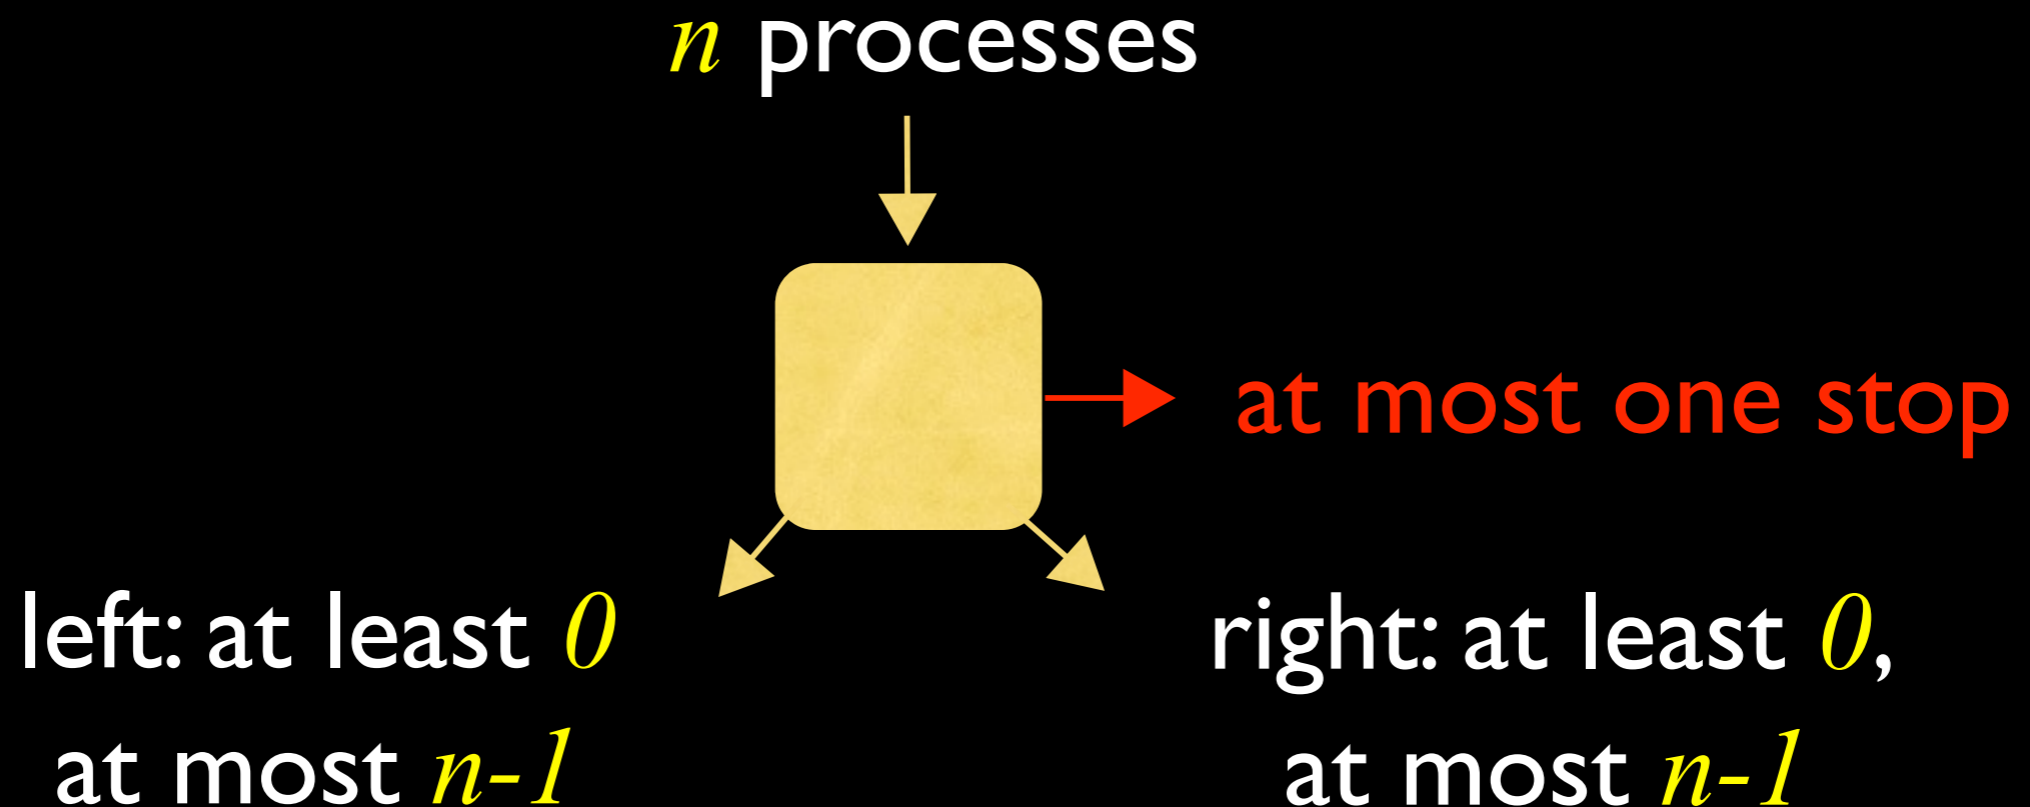 n processes
at most one stop
left: at least 0
at most n-1
right: at least 0,
at most n-1